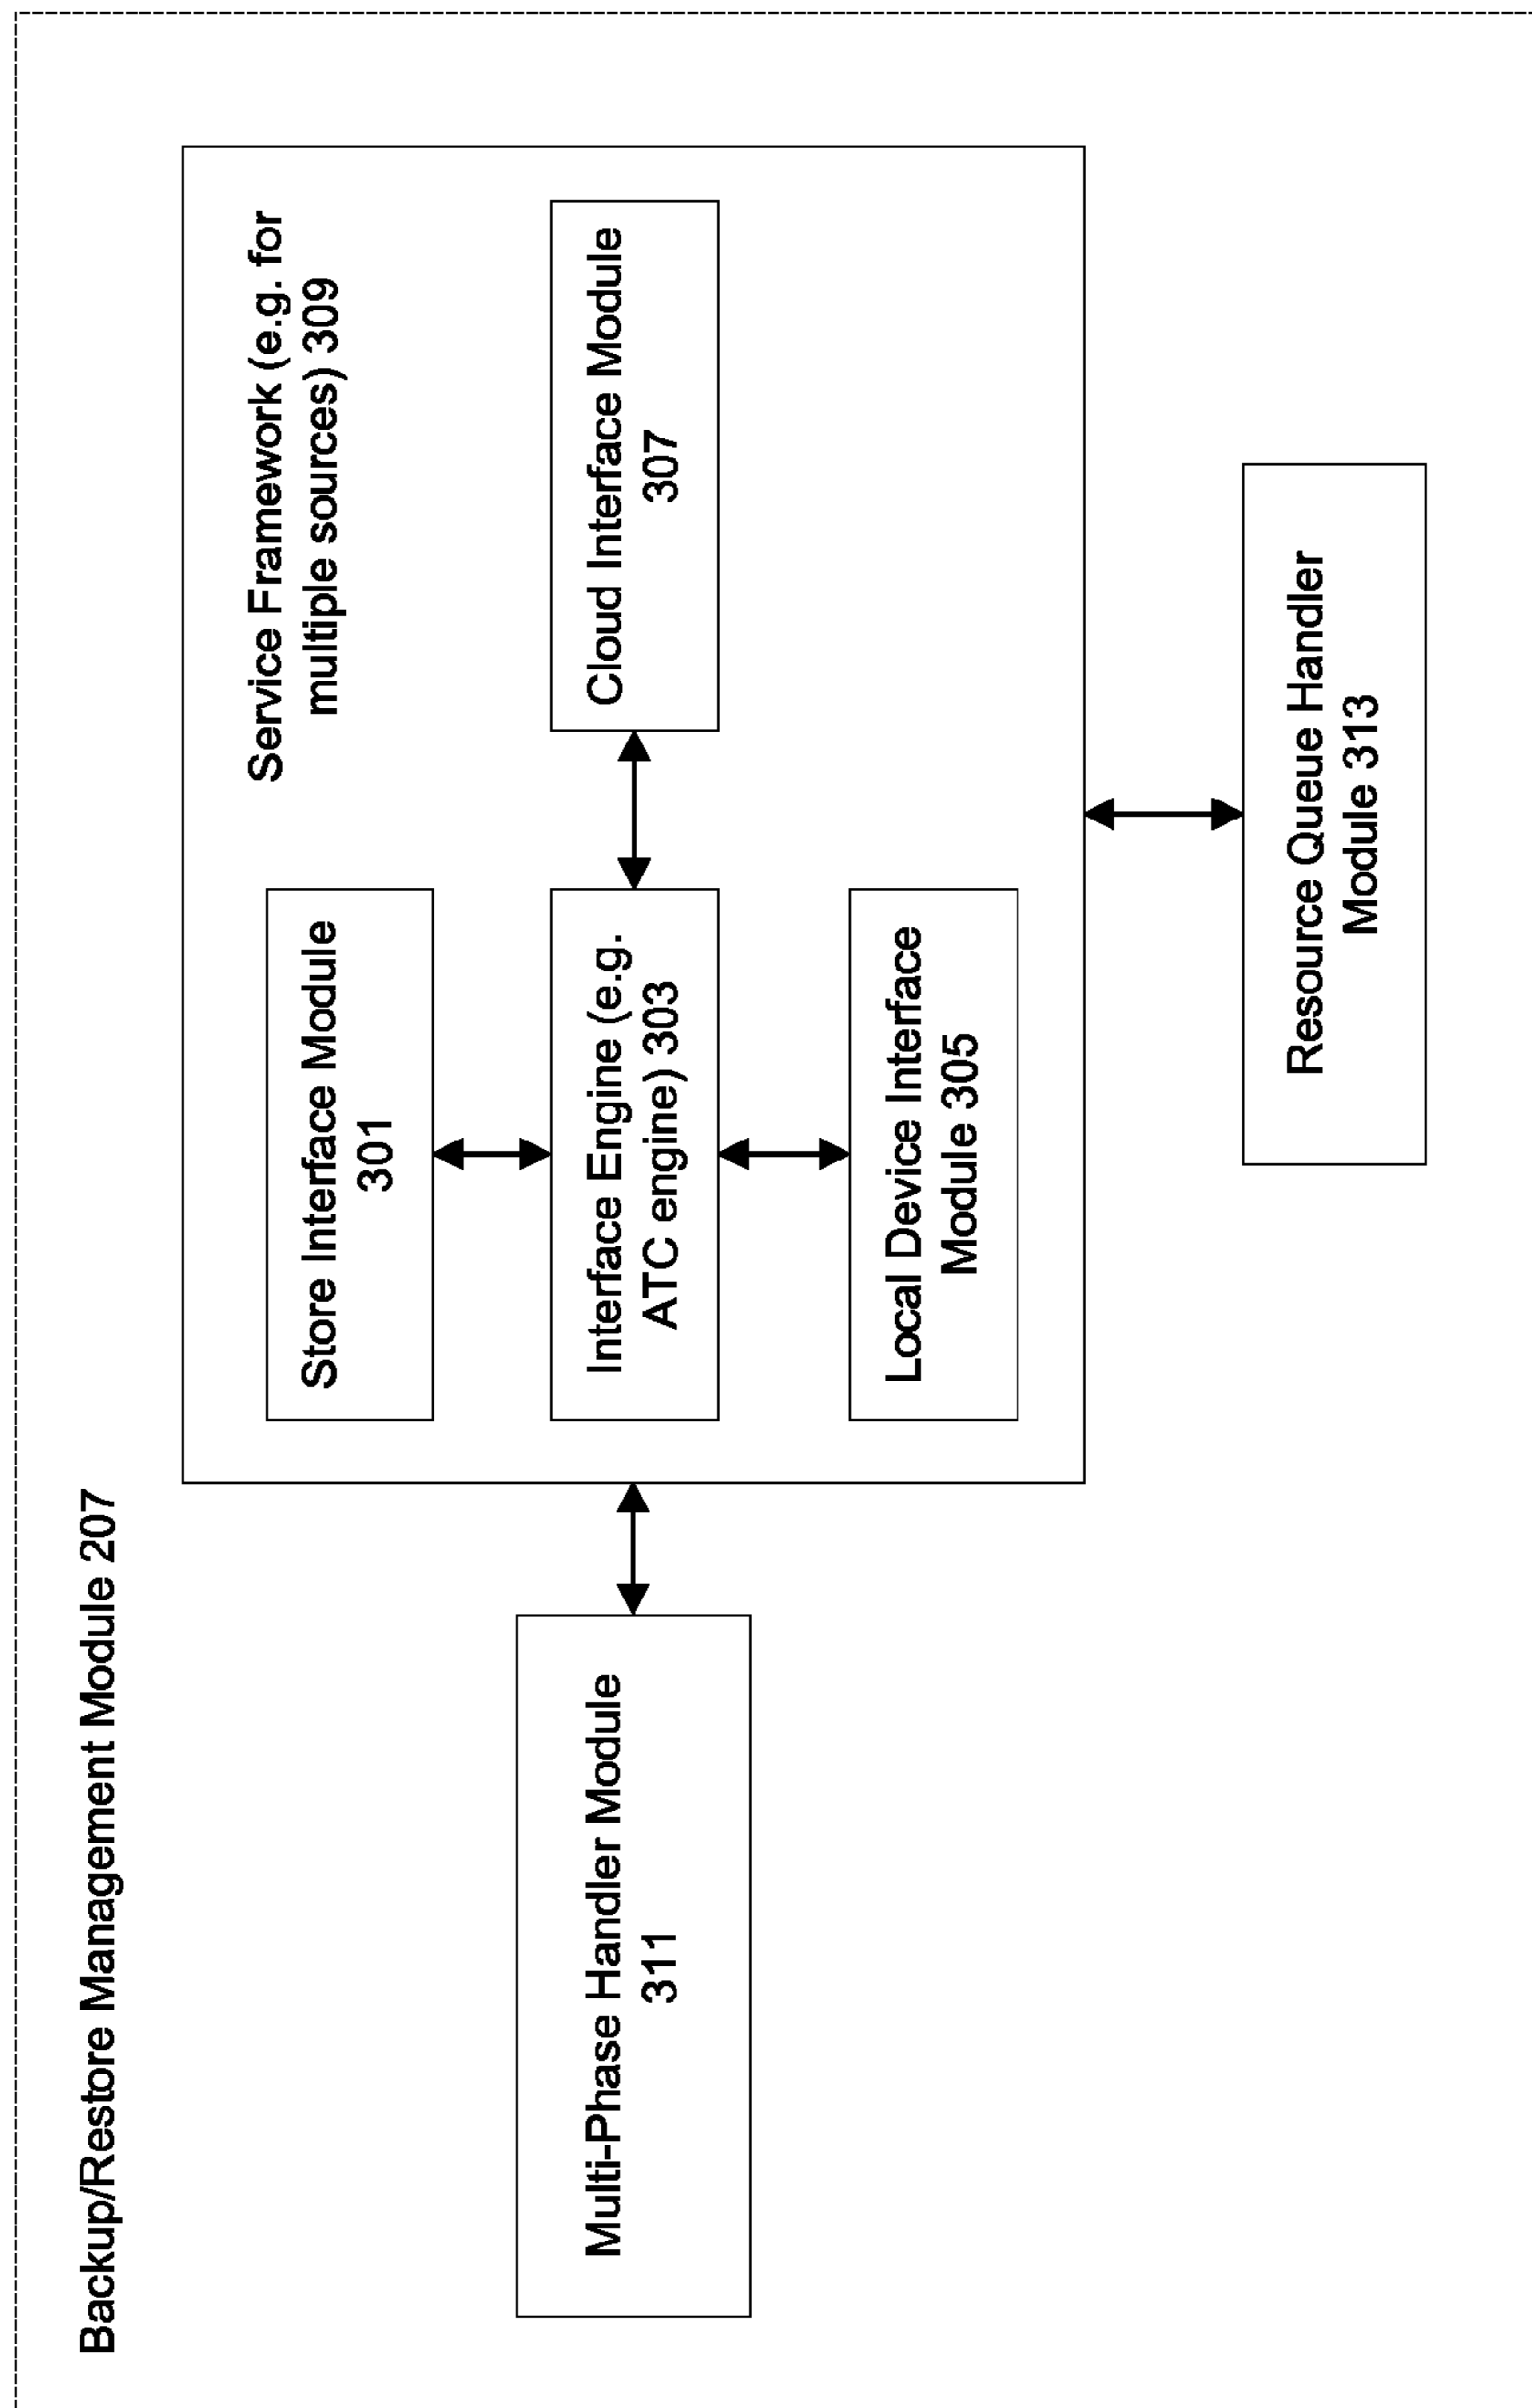 Backup/Restore Management Module 207
Service Framework (e.g. for
multiple sources) 309
Store Interface Module
301
Multi-Phase Handler Module
311
Interface Engine (e.g.
ATC engine) 303
Cloud Interface Module
307
Local Device Interface
Module 305
Resource Queue Handler
Module 313